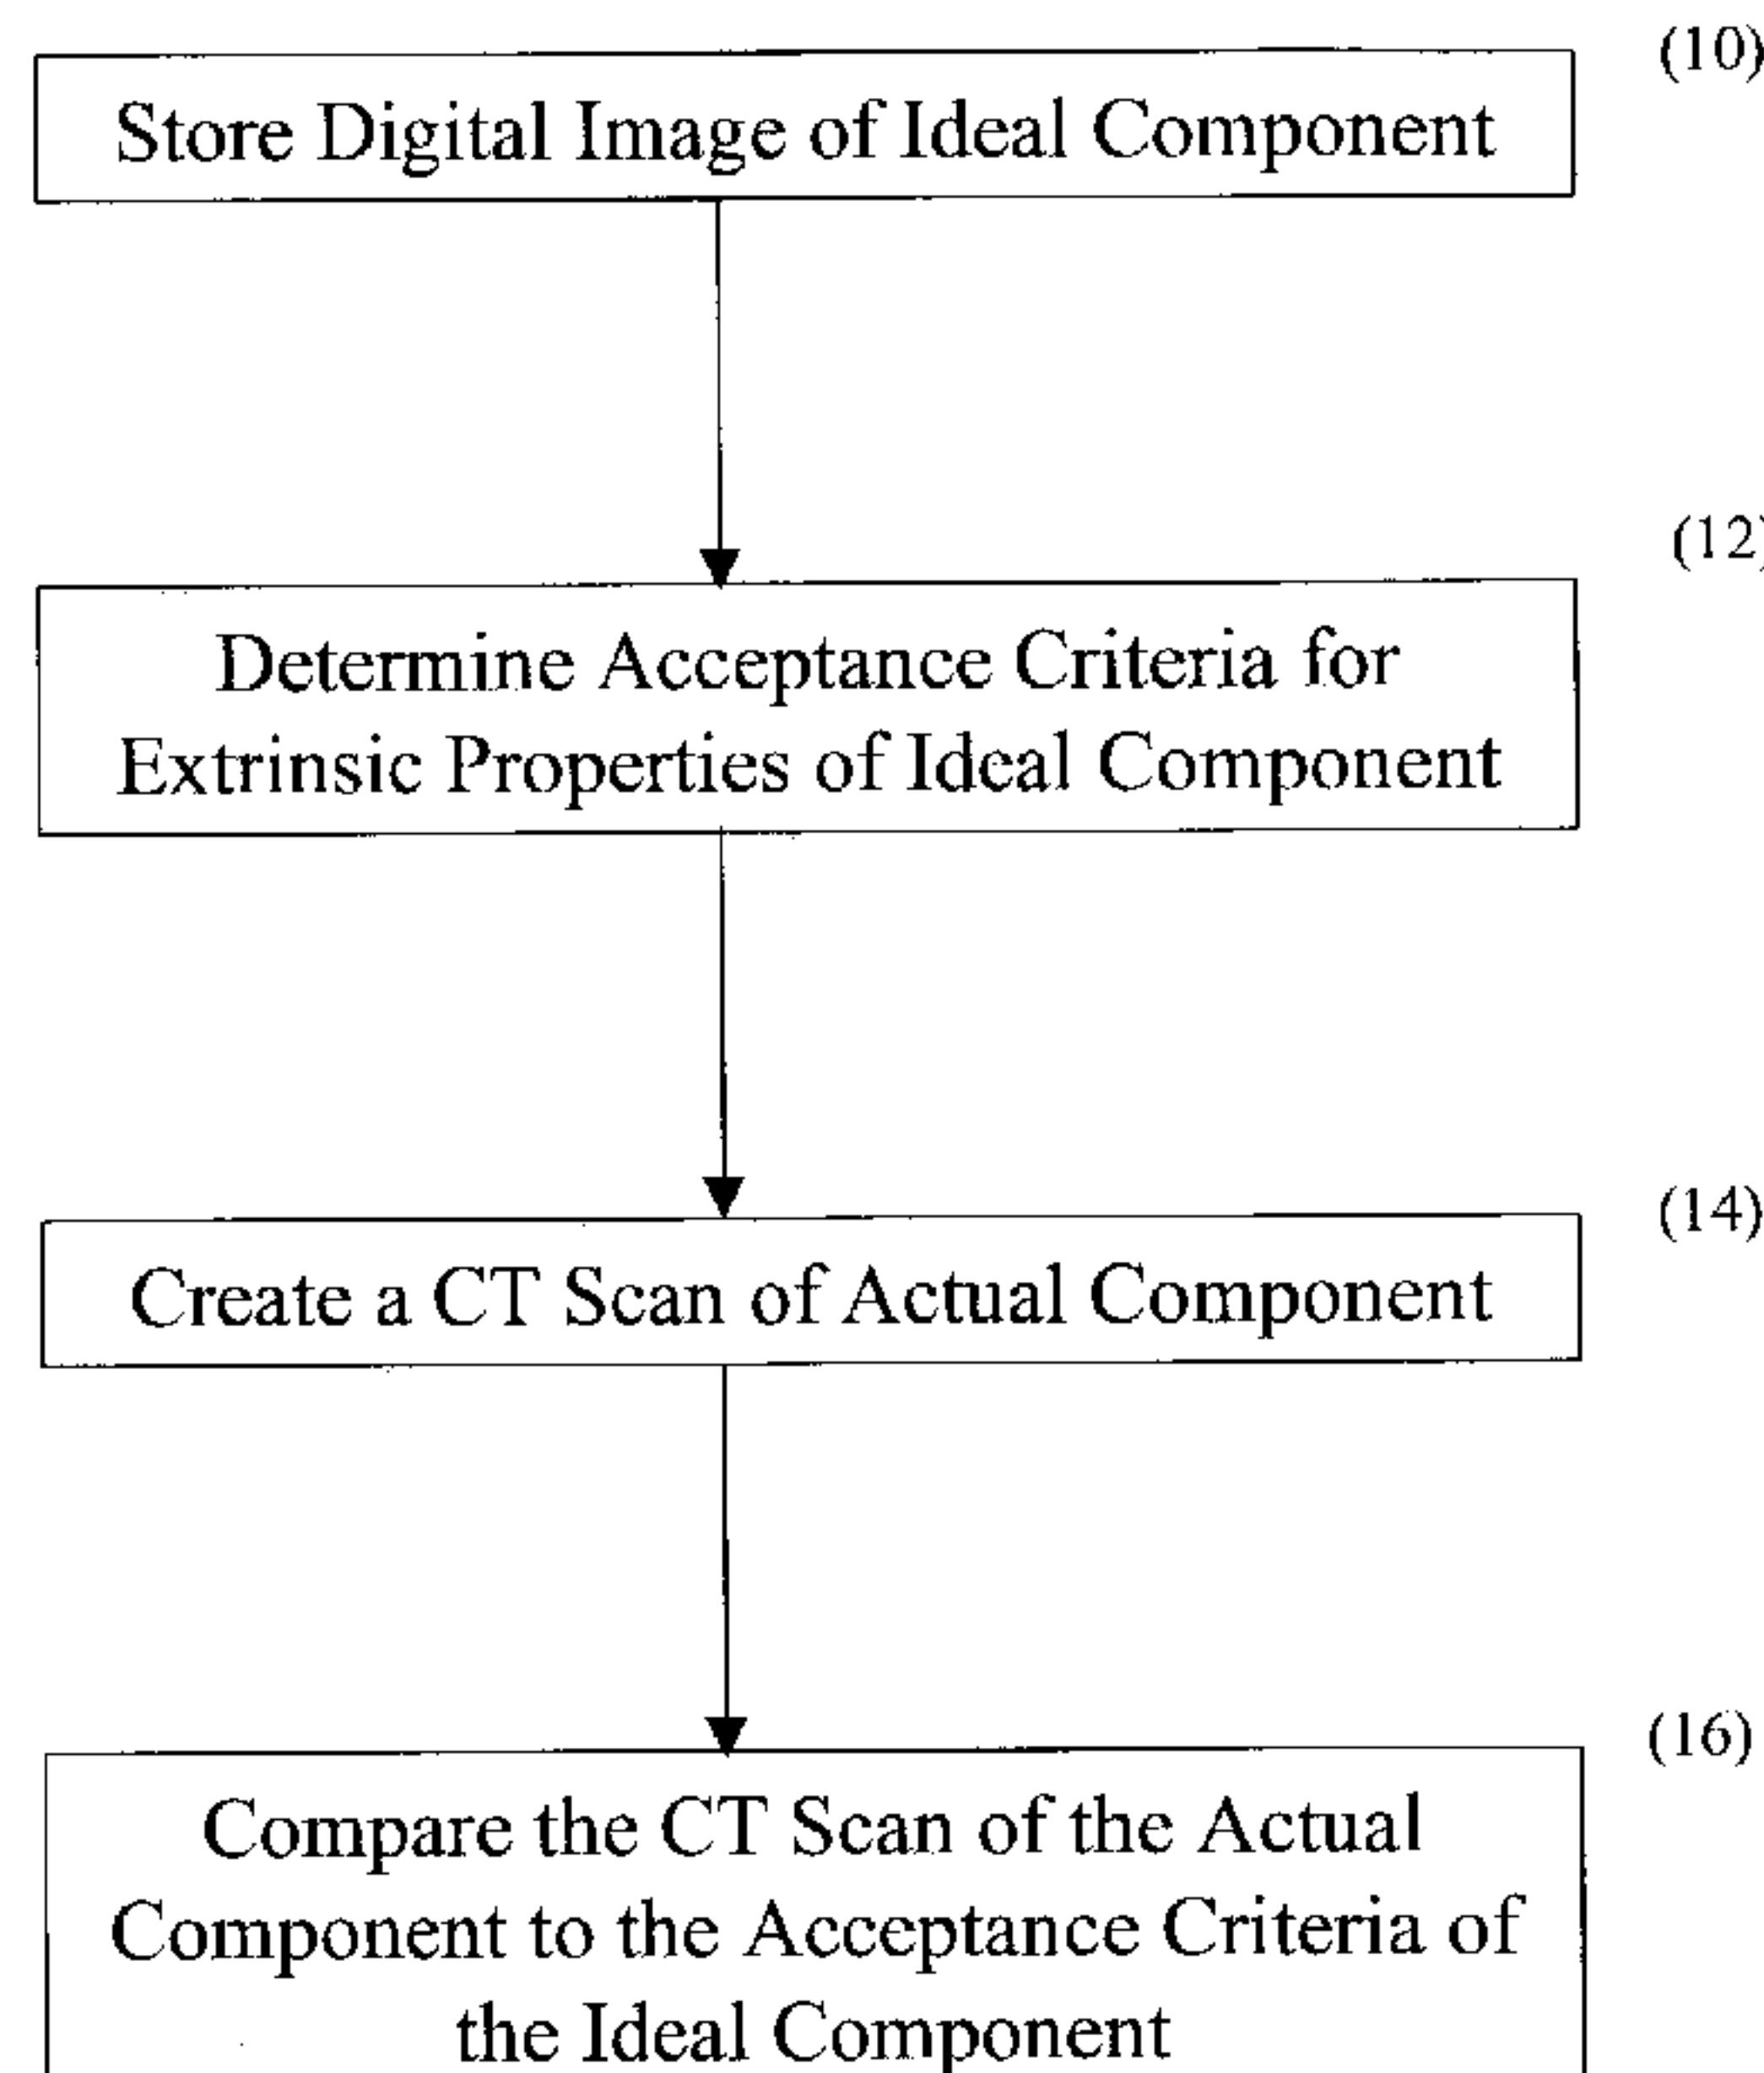 (10)
Store Digital Image of Ideal Component
(12)
Determine Acceptance Criteria for
Extrinsic Properties of Ideal Component
(14)
Create a CT Scan of Actual Component
(16)
Compare the CT Scan of the Actual
Component to the Acceptance Criteria of
the Ideal Component